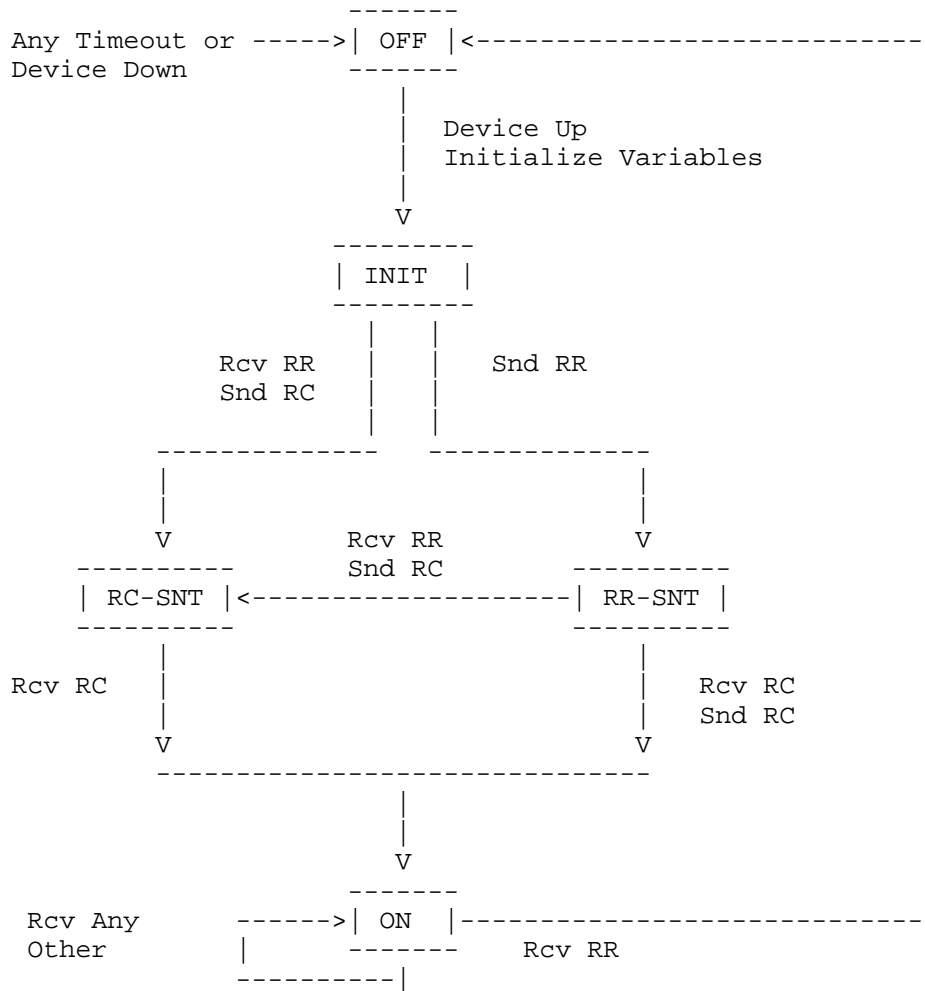 Any Timeout or OFF
Device Down
Device Up
Initialize Variables
INIT
Rcv RR Snd RR
Snd RC
Rcv RR
Snd RC
RC-SNT RR-SNT
Rcv RC Rcv RC
Snd RC
Rcv Any ON
Other Rcv RR